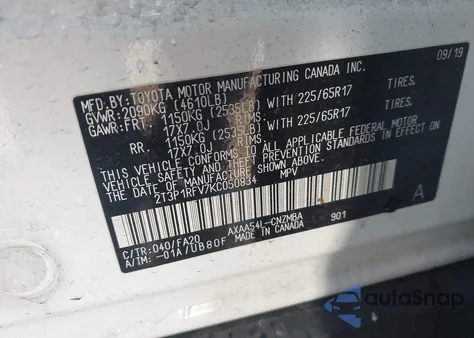 MFD.BY:TOYOTA MOTOR MANUFACTURING CANADA INC. 09/19
GVWR: 2090KG (4610LB)
GAWR:FRT 1150KG (2535LB) WITH 225/65R17 TIRES.
17X7.0J RIMS,
RR. 1150KG (2535LB) WITH 225/65R17 TIRES.
17X7.0J RIMS,
THIS VEHICLE CONFORMS TO ALL APPLICABLE FEDERAL MOTOR
VEHICLE SAFETY STANDARDS IN EFFECT ON THE DATE OF
MANUFACTURE SHOWN ABOVE.
2T3P1RFV7KC050834 MPV A
C/TR:040/FA20 AXAA54L-CNZMBA
A/TM:-01A/UB80F MADE IN CANADA 901
autoSnap